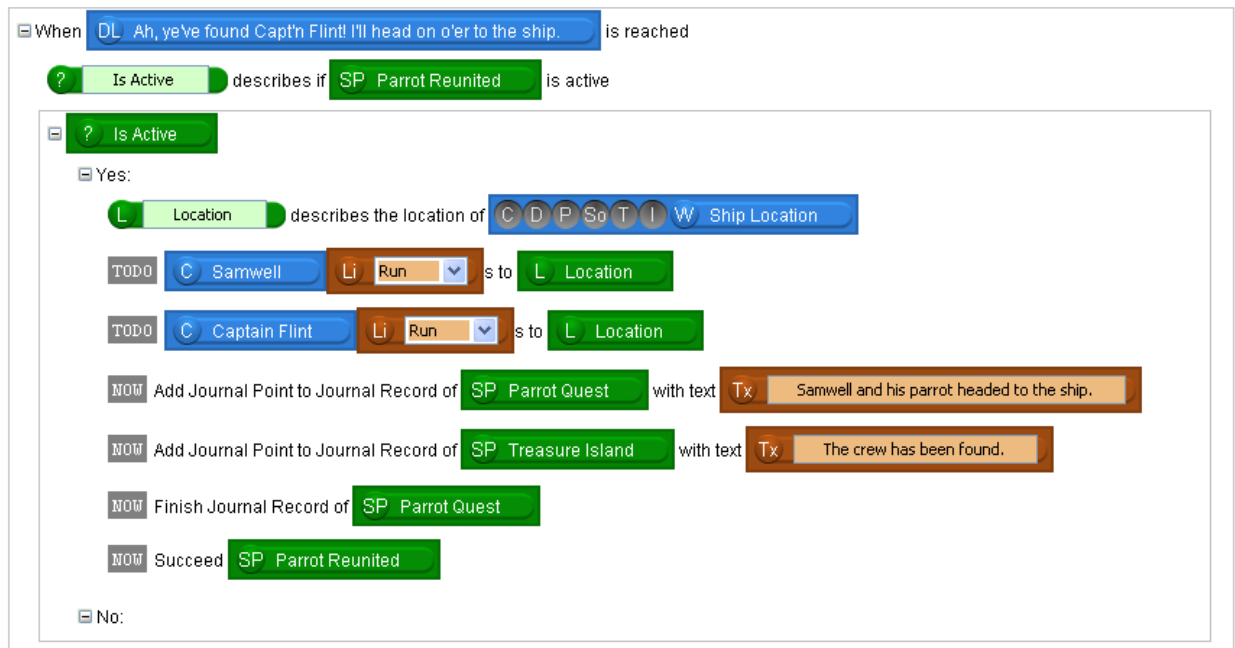 When DL Ah, ye've found Capt'n Flint! I'll head on o'er to the ship. is reached
? Is Active describes if SP Parrot Reunited is active
? Is Active
Yes:
L Location describes the location of C D P So T I W Ship Location
TODO C Samwell Li Run s to L Location
TODO C Captain Flint Li Run s to L Location
NOW Add Journal Point to Journal Record of SP Parrot Quest with text Tx Samwell and his parrot headed to the ship.
NOW Add Journal Point to Journal Record of SP Treasure Island with text Tx The crew has been found.
NOW Finish Journal Record of SP Parrot Quest
NOW Succeed SP Parrot Reunited
No: